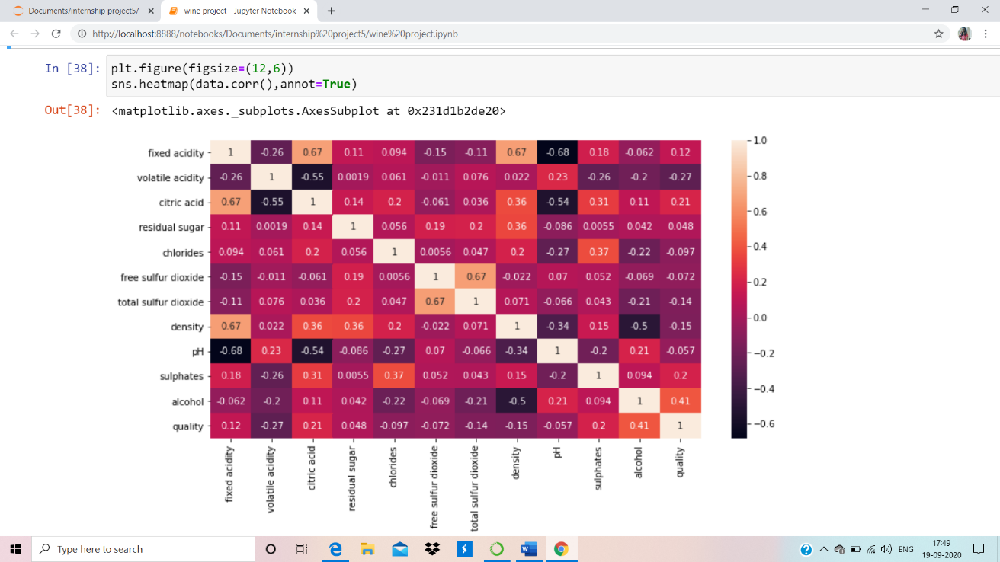 Documents/internship project5/
wine project - Jupyter Notebook
http://localhost:8888/notebooks/Documents/internship%20project5/wine%20project.ipynb
In [38]: plt.figure(figsize=(12,6))
sns.heatmap(data.corr(),annot=True)
Out[38]: <matplotlib.axes._subplots.AxesSubplot at 0x231d1b2de20>
fixed acidity 1 -0.26 0.67 0.11 0.094 -0.15 -0.11 0.67 -0.68 0.18 -0.062 0.12
volatile acidity -0.26 1 -0.55 0.0019 0.061 -0.011 0.076 0.022 0.23 -0.26 -0.2 -0.27
citric acid 0.67 -0.55 1 0.14 0.2 -0.061 0.036 0.36 -0.54 0.31 0.11 0.21
residual sugar 0.11 0.0019 0.14 1 0.056 0.19 0.2 0.36 -0.086 0.0055 0.042 0.048
chlorides 0.094 0.061 0.2 0.056 1 0.0056 0.047 0.2 -0.27 0.37 -0.22 -0.097
free sulfur dioxide -0.15 -0.011 -0.061 0.19 0.0056 1 0.67 -0.022 0.07 0.052 -0.069 -0.072
total sulfur dioxide -0.11 0.076 0.036 0.2 0.047 0.67 1 0.071 -0.066 0.043 -0.21 -0.14
density 0.67 0.022 0.36 0.36 0.2 -0.022 0.071 1 -0.34 0.15 -0.5 -0.15
pH -0.68 0.23 -0.54 -0.086 -0.27 0.07 -0.066 -0.34 1 -0.2 0.21 -0.057
sulphates 0.18 -0.26 0.31 0.0055 0.37 0.052 0.043 0.15 -0.2 1 0.094 0.2
alcohol -0.062 -0.2 0.11 0.042 -0.22 -0.069 -0.21 -0.5 0.21 0.094 1 0.41
quality 0.12 -0.27 0.21 0.048 -0.097 -0.072 -0.14 -0.15 -0.057 0.2 0.41 1
fixed acidity
volatile acidity
citric acid
residual sugar
chlorides
free sulfur dioxide
total sulfur dioxide
density
pH
sulphates
alcohol
quality
1.0
0.8
0.6
0.4
0.2
0.0
−0.2
−0.4
−0.6
Type here to search
ENG
17:49
19-09-2020